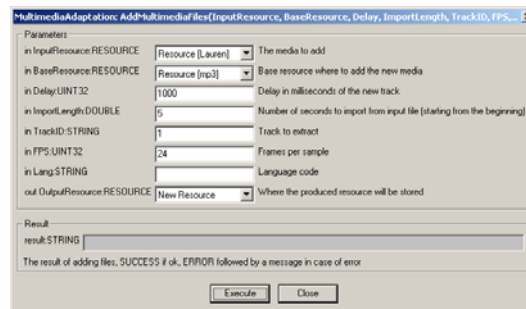 MultimediaAdaptation: AddMultimediaFiles(InputResource, BaseResource, Delay, ImportLength, TrackID, FPS,...
Parameters
in InputResource:RESOURCE Resource [Lauren] The media to add
in BaseResource:RESOURCE Resource [mp3] Base resource where to add the new media
in Delay:UINT32 1000 Delay in milliseconds of the new track
in ImportLength:DOUBLE 5 Number of seconds to import from input file (starting from the beginning)
in TrackID:STRING 1 Track to extract
in FPS:UINT32 24 Frames per sample
in Lang:STRING Language code
out OutputResource:RESOURCE New Resource Where the produced resource will be stored
Result
result:STRING
The result of adding files, SUCCESS if ok, ERROR followed by a message in case of error
Execute Close